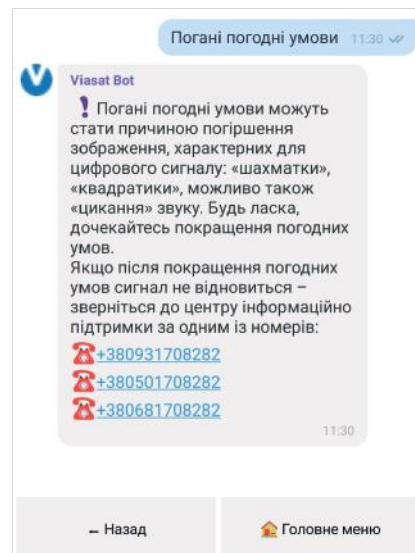 Погані погодні умови 11:30
Viasat Bot
❗ Погані погодні умови можуть
стати причиною погіршення
зображення, характерних для
цифрового сигналу: «шахматки»,
«квадратики», можливо також
«цикання» звуку. Будь ласка,
дочекайтесь покращення погодних
умов.
Якщо після покращення погодних
умов сигнал не відновиться –
зверніться до центру інформаційно
підтримки за одним із номерів:
☎+380931708282
☎+380501708282
☎+380681708282
11:30
← Назад
🏠 Головне меню